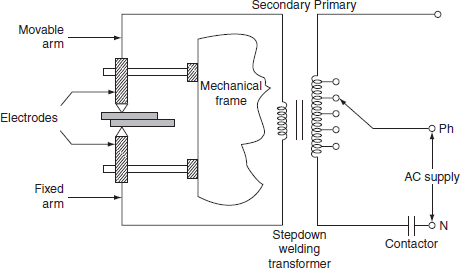 Secondary Primary
Movable
arm
Mechanical
frame
Electrodes
Ph
AC supply
Fixed
arm
N
Contactor
Stepdown
welding
transformer